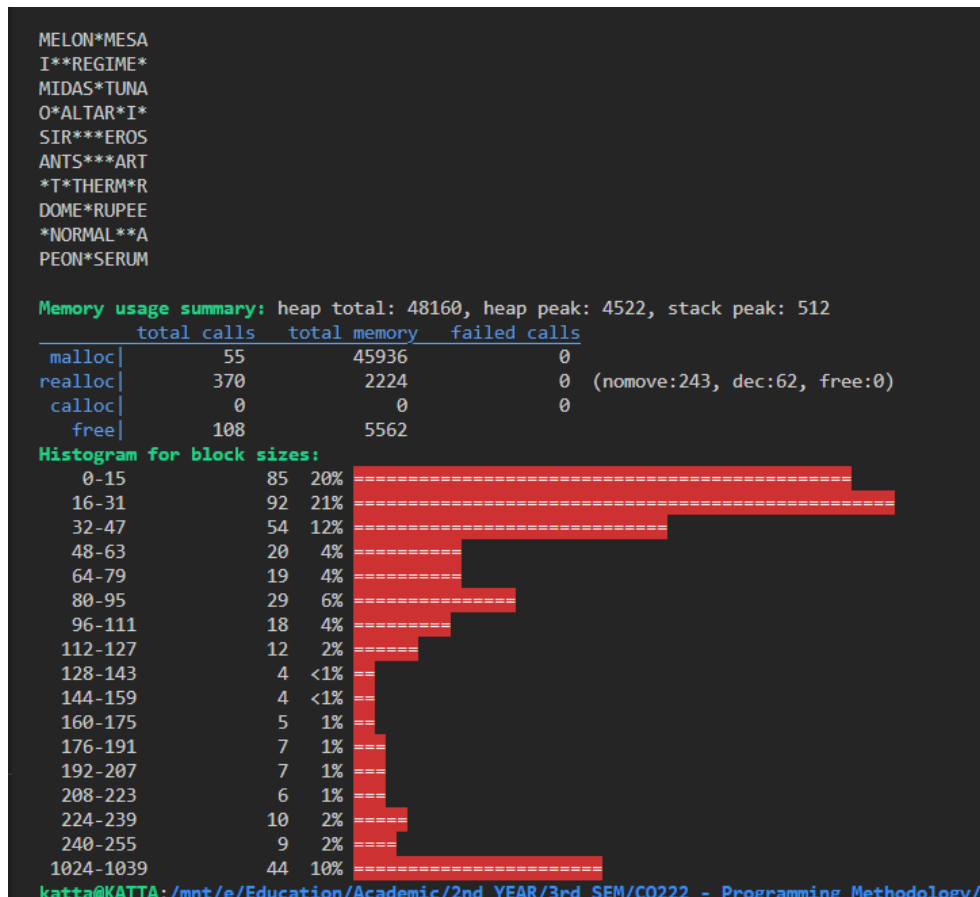 MELON*MESA
I**REGIME*
MIDAS*TUNA
O*ALTAR*I*
SIR***EROS
ANTS***ART
*T*THERM*R
DOME*RUPEE
*NORMAL**A
PEON*SERUM
Memory usage summary: heap total: 48160, heap peak: 4522, stack peak: 512
total calls total memory failed calls
malloc| 55 45936 0
realloc| 370 2224 0 (nomove:243, dec:62, free:0)
calloc| 0 0 0
free| 108 5562
Histogram for block sizes:
0-15 85 20% ==============================================
16-31 92 21% ==================================================
32-47 54 12% =============================
48-63 20 4% ==========
64-79 19 4% ==========
80-95 29 6% ===============
96-111 18 4% =========
112-127 12 2% ======
128-143 4 <1% ==
144-159 4 <1% ==
160-175 5 1% ==
176-191 7 1% ===
192-207 7 1% ===
208-223 6 1% ===
224-239 10 2% =====
240-255 9 2% ====
1024-1039 44 10% =======================
katta@KATTA:/mnt/e/Education/Academic/2nd YEAR/3rd SEM/CO222 - Programming Methodology/